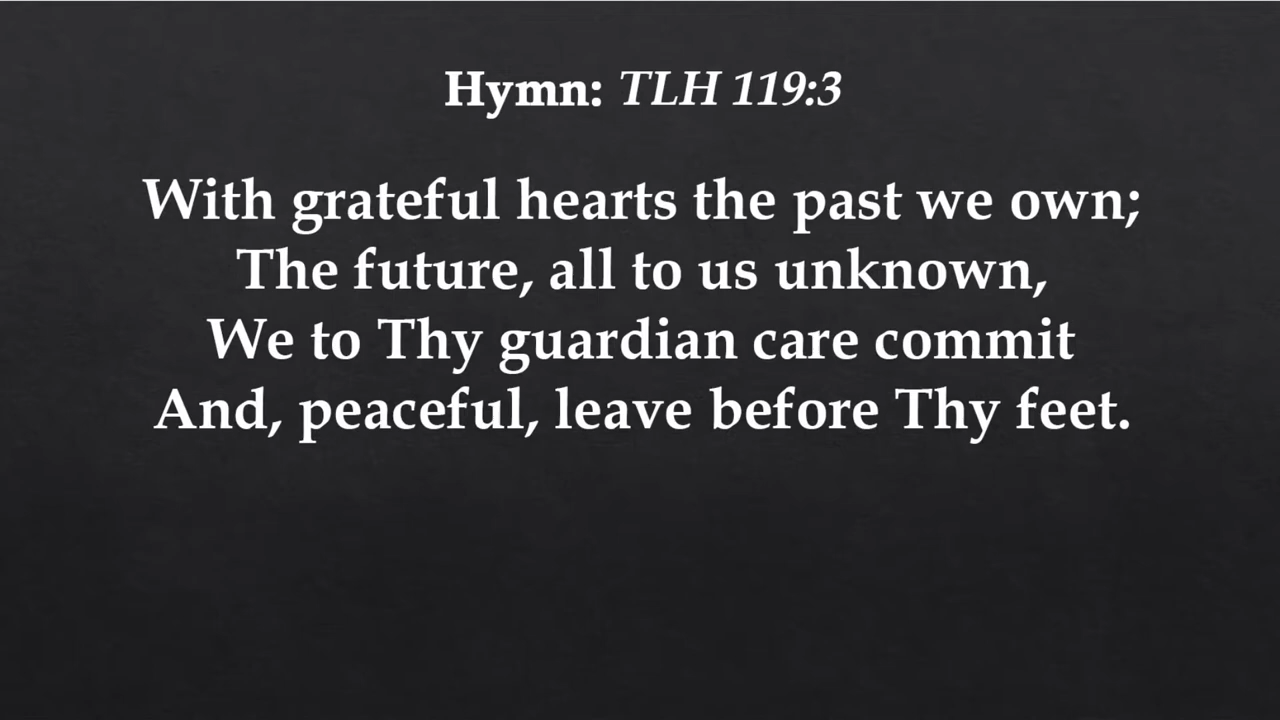 Hymn: TLH 119:3
With grateful hearts the past we own;
The future, all to us unknown,
We to Thy guardian care commit
And, peaceful, leave before Thy feet.